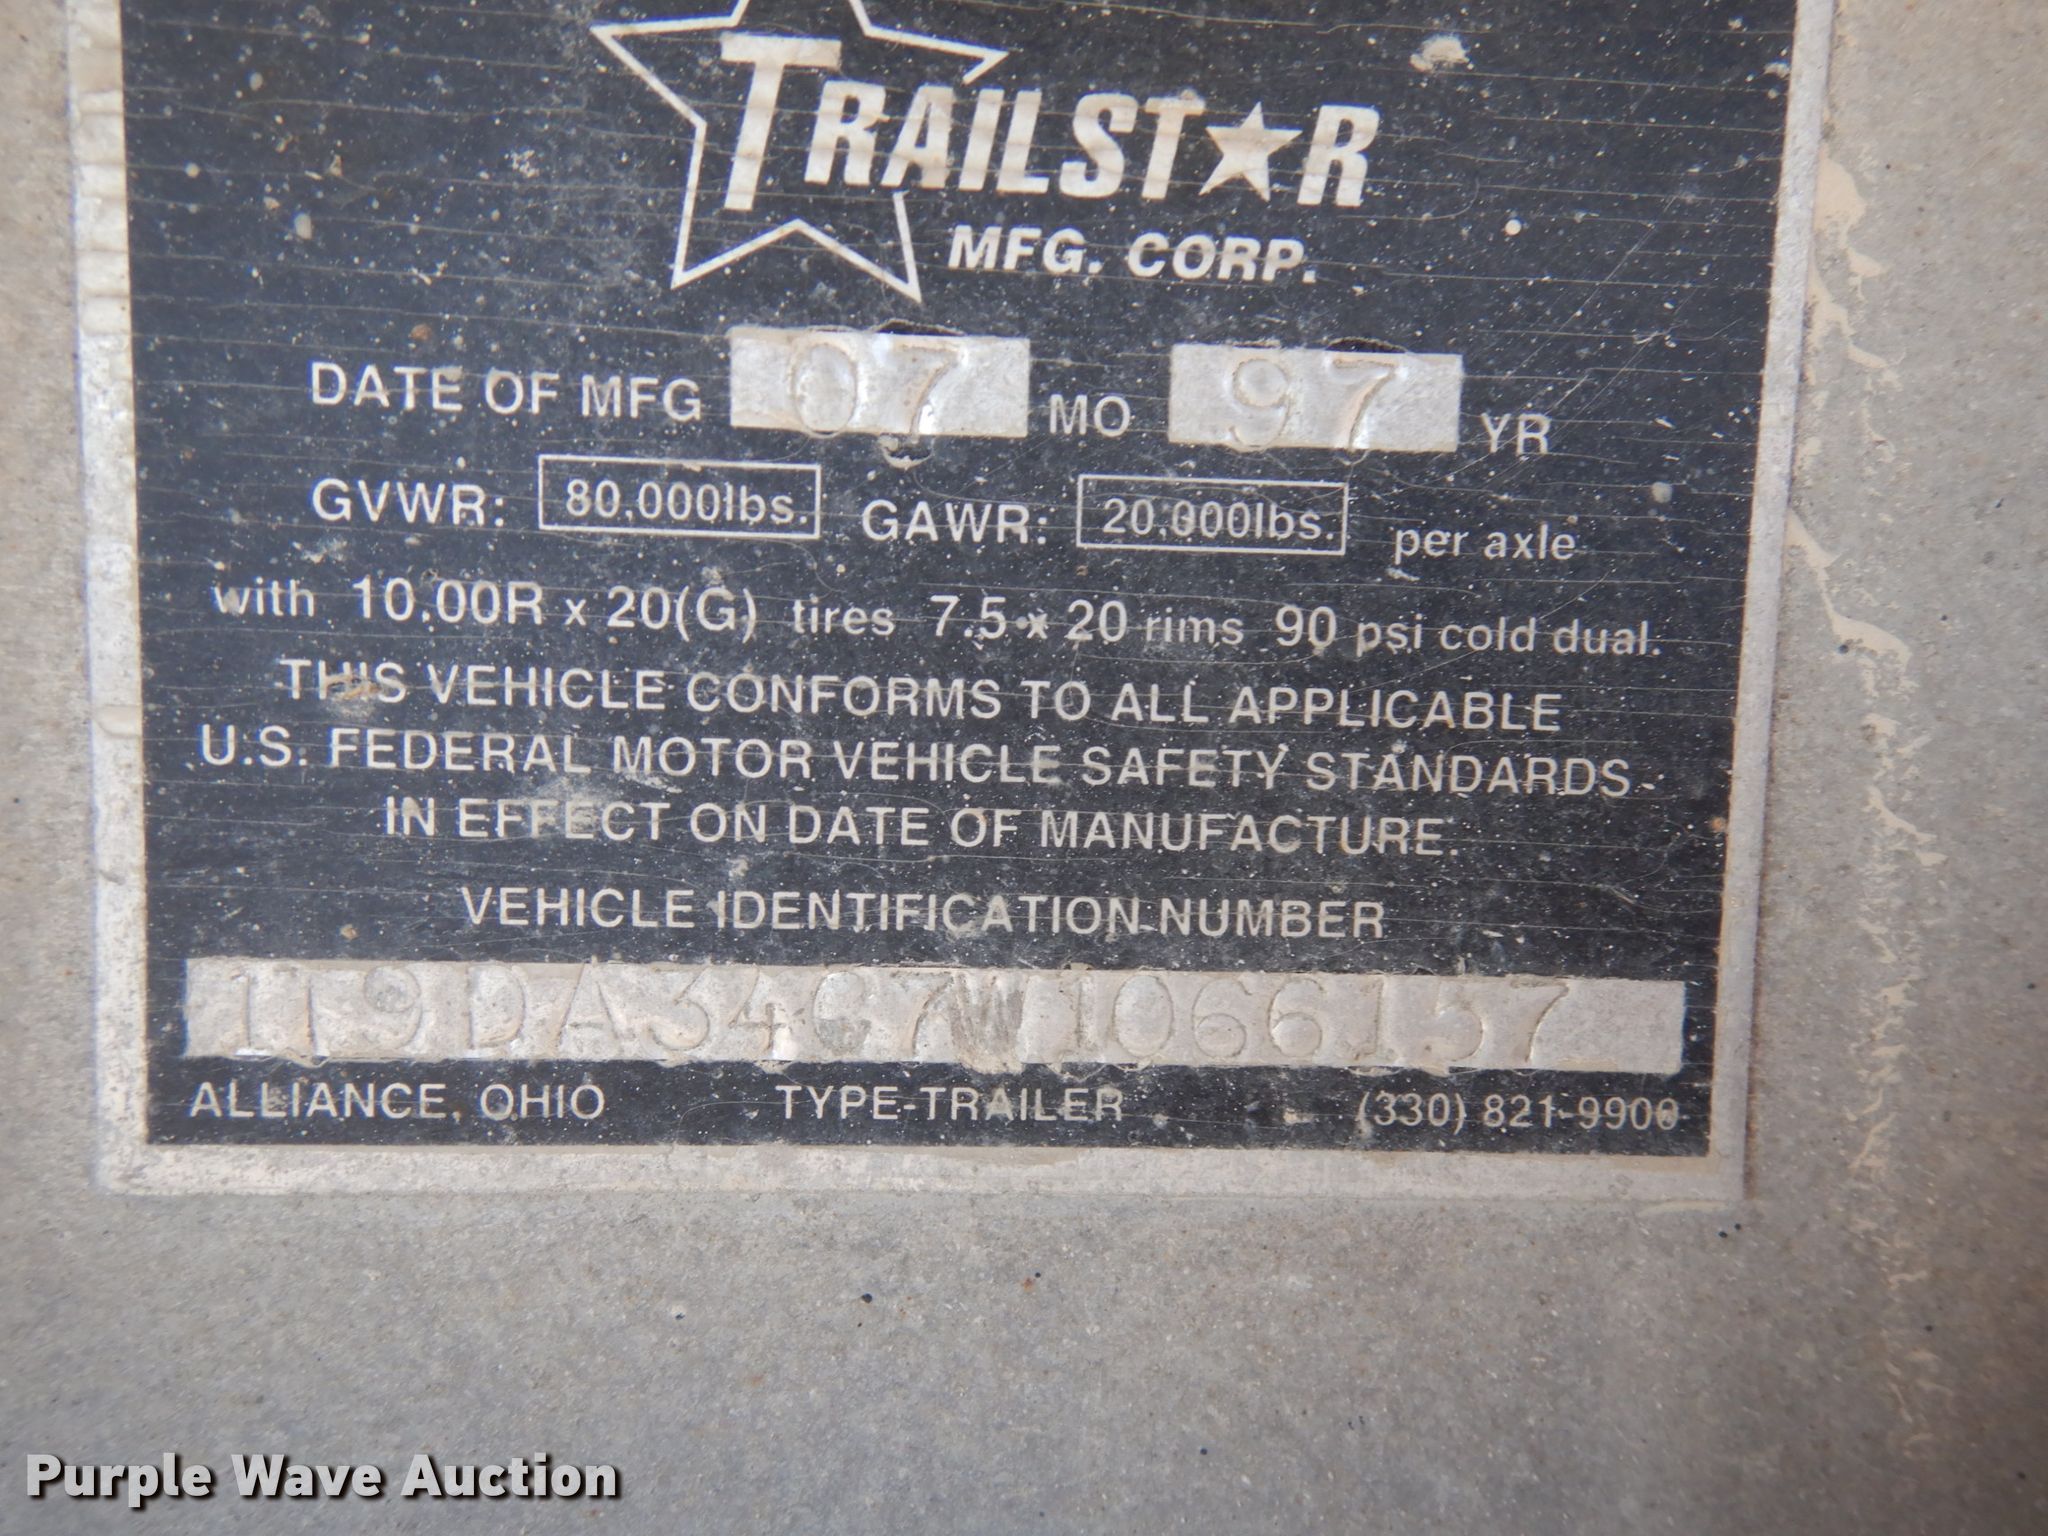 TRAILSTAR
MFG. CORP.
DATE OF MFG 07 MO 97 YR
GVWR: 80,000lbs. GAWR: 20,000lbs. per axle
with 10.00R x 20(G) tires 7.5 x 20 rims 90 psi cold dual.
THIS VEHICLE CONFORMS TO ALL APPLICABLE
U.S. FEDERAL MOTOR VEHICLE SAFETY STANDARDS
IN EFFECT ON DATE OF MANUFACTURE.
VEHICLE IDENTIFICATION NUMBER
1T9DA34C7W1066157
ALLIANCE, OHIO TYPE-TRAILER (330) 821-9900
Purple Wave Auction